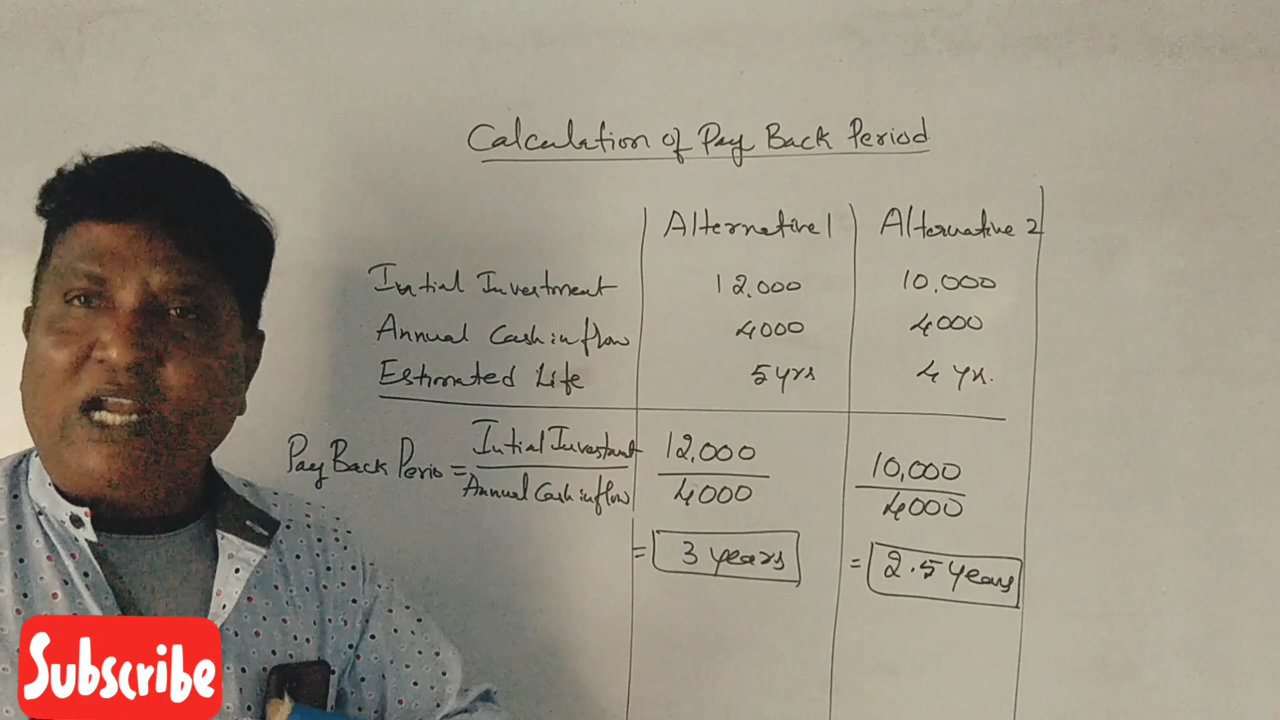 Calculation of Pay Back Period
Alternative 1 Alternative 2
Initial Investment 12,000 10,000
Annual Cash inflow 4000 4000
Estimated Life 5 yrs 4 yr.
Pay Back Perio = Intial Investent / Annual Cash inflow 12,000 / 4000 10,000 / 4000
= 3 years = 2.5 years
Subscribe